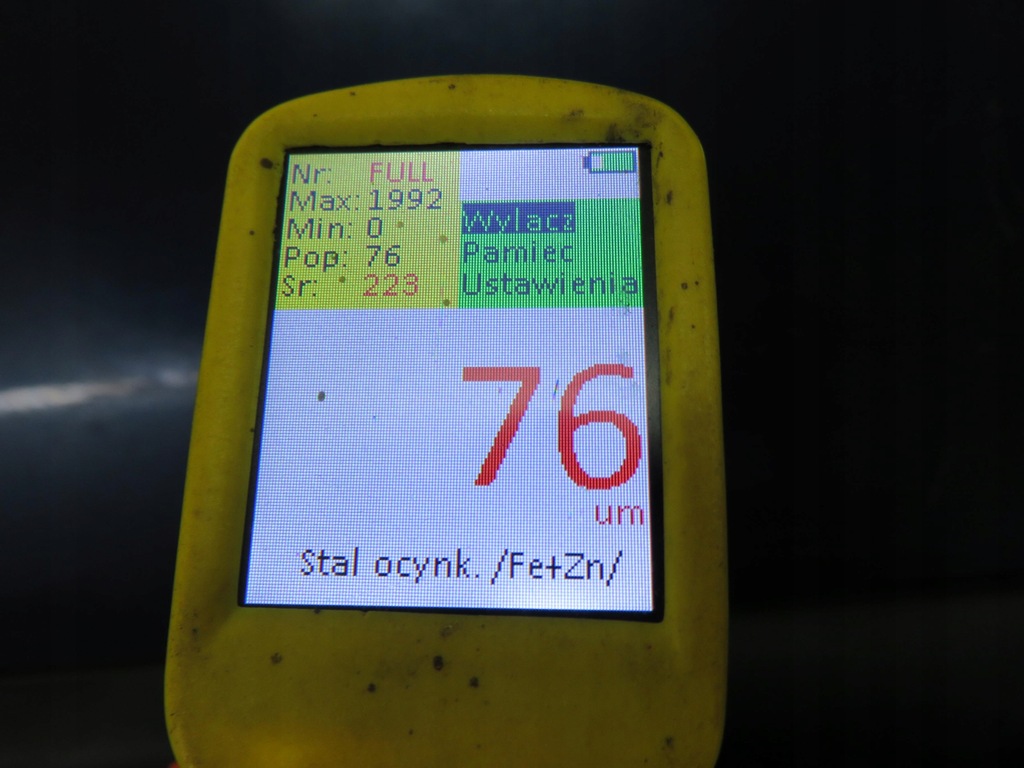 Nr: FULL
Max: 1992
Min: 0
Pop: 76
Sr: 223
Wylacz
Pamiec
Ustawienia
76
um
Stal ocynk. /Fe+Zn/